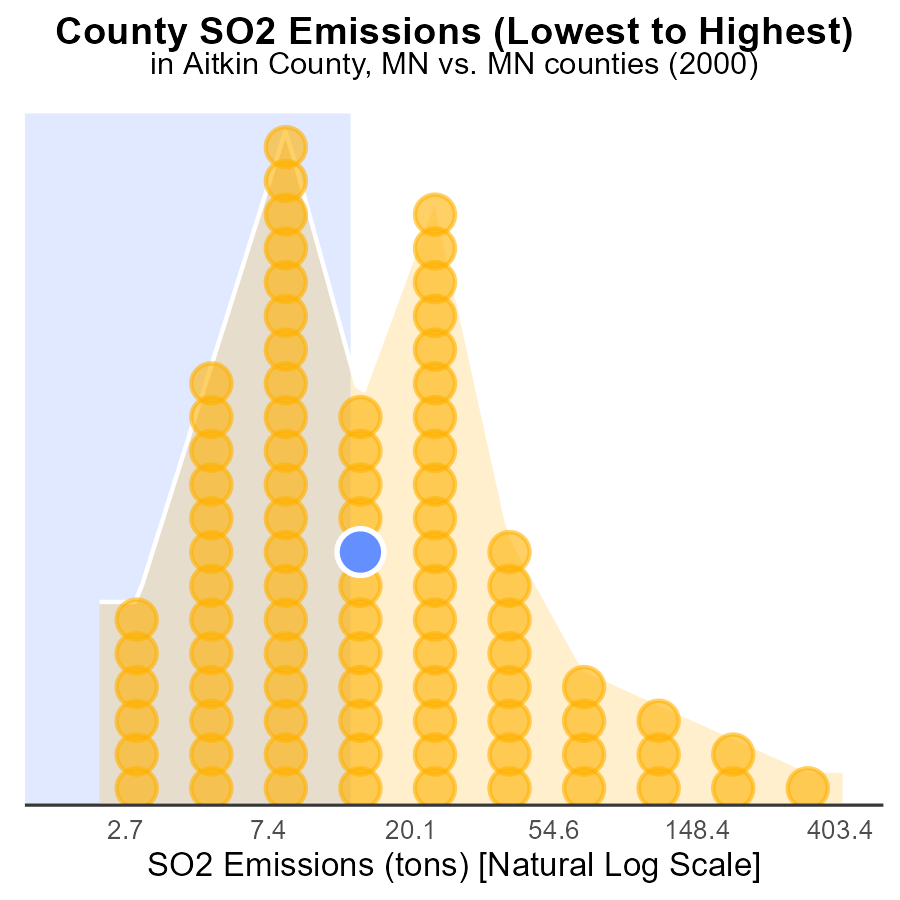 County SO2 Emissions (Lowest to Highest)
in Aitkin County, MN vs. MN counties (2000)
2.7 7.4 20.1 54.6 148.4 403.4
SO2 Emissions (tons) [Natural Log Scale]